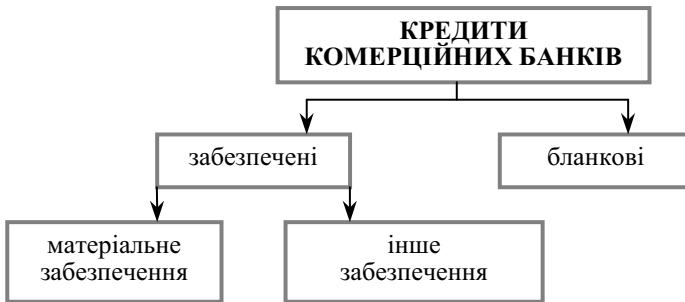 КРЕДИТИ
КОМЕРЦІЙНИХ БАНКІВ
забезпечені
бланкові
матеріальне
забезпечення
інше
забезпечення